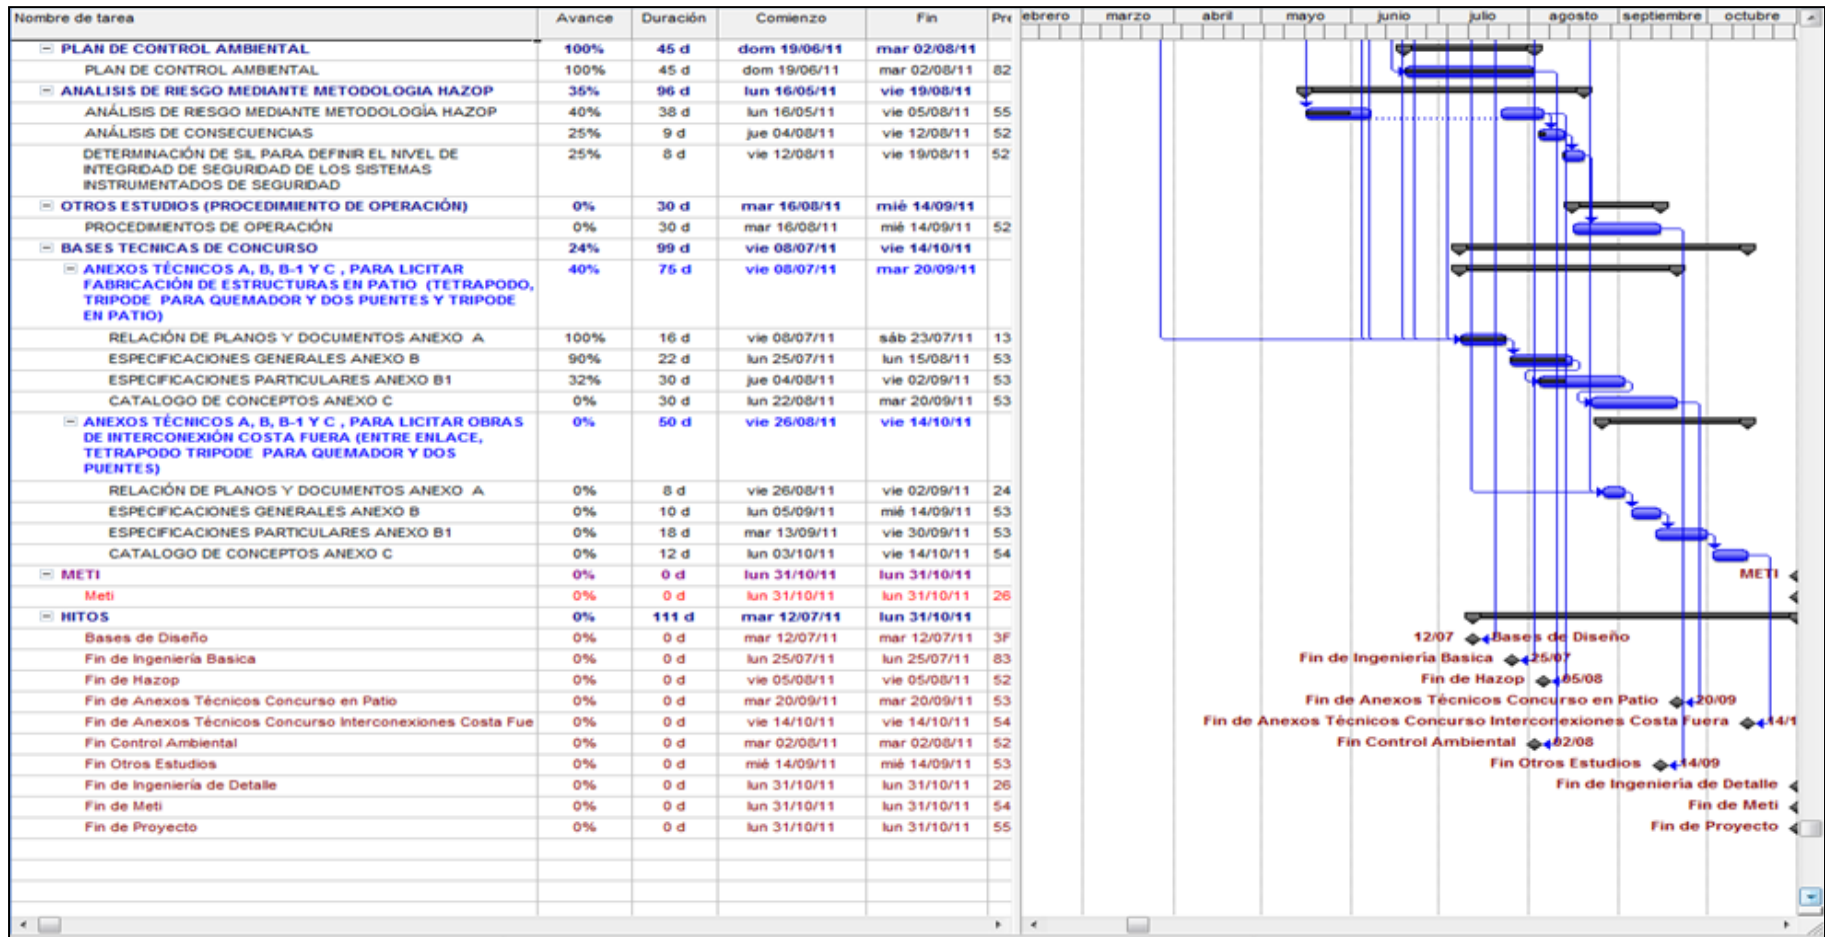 Nombre de tarea Avance Duración Comienzo Fin Pre ebrero marzo abril mayo junio julio agosto septiembre octubre
PLAN DE CONTROL AMBIENTAL 100% 45 d dom 19/06/11 mar 02/08/11
PLAN DE CONTROL AMBIENTAL 100% 45 d dom 19/06/11 mar 02/08/11 82
ANALISIS DE RIESGO MEDIANTE METODOLOGIA HAZOP 35% 96 d lun 16/05/11 vie 19/08/11
ANÁLISIS DE RIESGO MEDIANTE METODOLOGÌA HAZOP 40% 38 d lun 16/05/11 vie 05/08/11 55
ANÁLISIS DE CONSECUENCIAS 25% 9 d jue 04/08/11 vie 12/08/11 52
DETERMINACIÓN DE SIL PARA DEFINIR EL NIVEL DE 25% 8 d vie 12/08/11 vie 19/08/11 52
INTEGRIDAD DE SEGURIDAD DE LOS SISTEMAS
INSTRUMENTADOS DE SEGURIDAD
OTROS ESTUDIOS (PROCEDIMIENTO DE OPERACIÓN) 0% 30 d mar 16/08/11 mié 14/09/11
PROCEDIMENTOS DE OPERACIÓN 0% 30 d mar 16/08/11 mié 14/09/11 52
BASES TECNICAS DE CONCURSO 24% 99 d vie 08/07/11 vie 14/10/11
ANEXOS TÉCNICOS A, B, B-1 Y C , PARA LICITAR 40% 75 d vie 08/07/11 mar 20/09/11
FABRICACIÓN DE ESTRUCTURAS EN PATIO (TETRAPODO,
TRIPODE PARA QUEMADOR Y DOS PUENTES Y TRIPODE
EN PATIO)
RELACIÓN DE PLANOS Y DOCUMENTOS ANEXO A 100% 16 d vie 08/07/11 sáb 23/07/11 13
ESPECIFICACIONES GENERALES ANEXO B 90% 22 d lun 25/07/11 lun 15/08/11 53
ESPECIFICACIONES PARTICULARES ANEXO B1 32% 30 d jue 04/08/11 vie 02/09/11 53
CATALOGO DE CONCEPTOS ANEXO C 0% 30 d lun 22/08/11 mar 20/09/11 53
ANEXOS TÉCNICOS A, B, B-1 Y C , PARA LICITAR OBRAS 0% 50 d vie 26/08/11 vie 14/10/11
DE INTERCONEXIÓN COSTA FUERA (ENTRE ENLACE,
TETRAPODO TRIPODE PARA QUEMADOR Y DOS
PUENTES)
RELACIÓN DE PLANOS Y DOCUMENTOS ANEXO A 0% 8 d vie 26/08/11 vie 02/09/11 24
ESPECIFICACIONES GENERALES ANEXO B 0% 10 d lun 05/09/11 mié 14/09/11 53
ESPECIFICACIONES PARTICULARES ANEXO B1 0% 18 d mar 13/09/11 vie 30/09/11 53
CATALOGO DE CONCEPTOS ANEXO C 0% 12 d lun 03/10/11 vie 14/10/11 54
METI 0% 0 d lun 31/10/11 lun 31/10/11 METI
Meti 0% 0 d lun 31/10/11 lun 31/10/11 26
HITOS 0% 111 d mar 12/07/11 lun 31/10/11
Bases de Diseño 0% 0 d mar 12/07/11 mar 12/07/11 3F 12/07 Bases de Diseño
Fin de Ingeniería Basica 0% 0 d lun 25/07/11 lun 25/07/11 83 Fin de Ingeniería Basica 25/07
Fin de Hazop 0% 0 d vie 05/08/11 vie 05/08/11 52 Fin de Hazop 05/08
Fin de Anexos Técnicos Concurso en Patio 0% 0 d mar 20/09/11 mar 20/09/11 53 Fin de Anexos Técnicos Concurso en Patio 20/09
Fin de Anexos Técnicos Concurso Interconexiones Costa Fue 0% 0 d vie 14/10/11 vie 14/10/11 54 Fin de Anexos Técnicos Concurso Interconexiones Costa Fuera 14/1
Fin Control Ambiental 0% 0 d mar 02/08/11 mar 02/08/11 52 Fin Control Ambiental 02/08
Fin Otros Estudios 0% 0 d mié 14/09/11 mié 14/09/11 53 Fin Otros Estudios 14/09
Fin de Ingeniería de Detalle 0% 0 d lun 31/10/11 lun 31/10/11 26 Fin de Ingeniería de Detalle
Fin de Meti 0% 0 d lun 31/10/11 lun 31/10/11 54 Fin de Meti
Fin de Proyecto 0% 0 d lun 31/10/11 lun 31/10/11 55 Fin de Proyecto